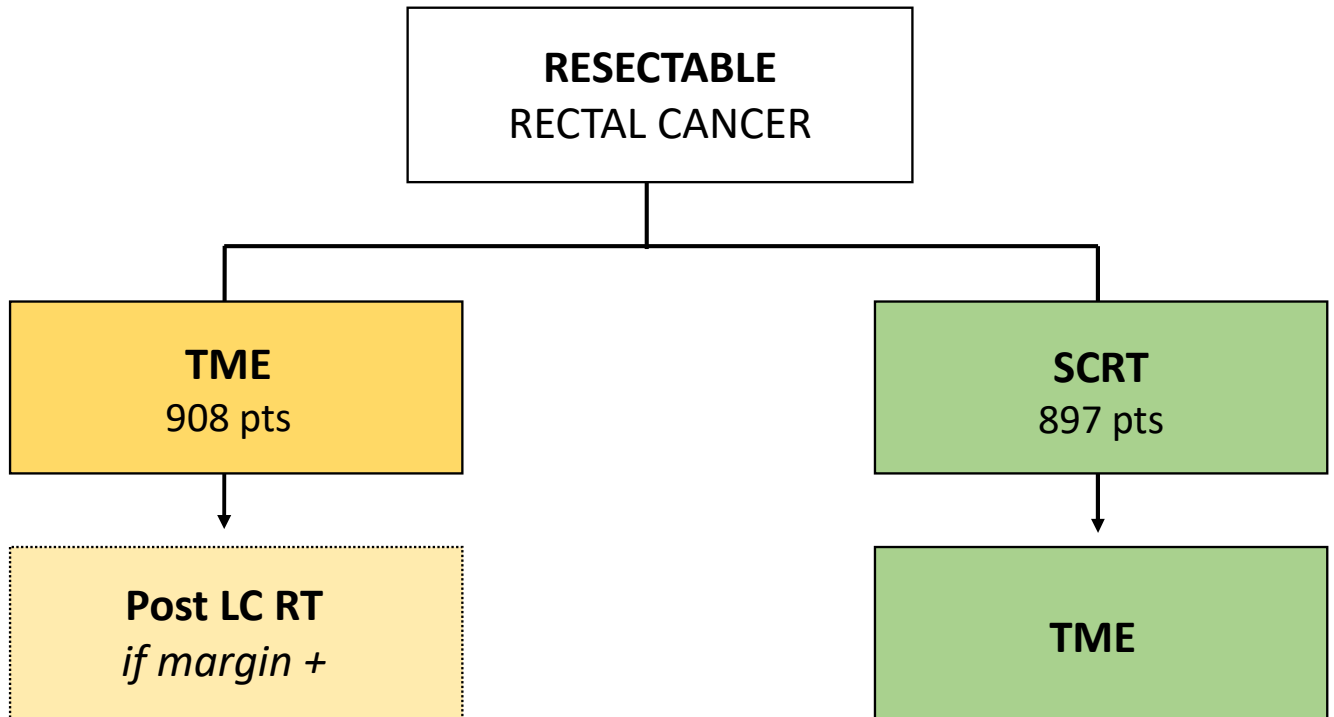 RESECTABLE
RECTAL CANCER
TME
908 pts
SCRT
897 pts
Post LC RT
if margin +
TME